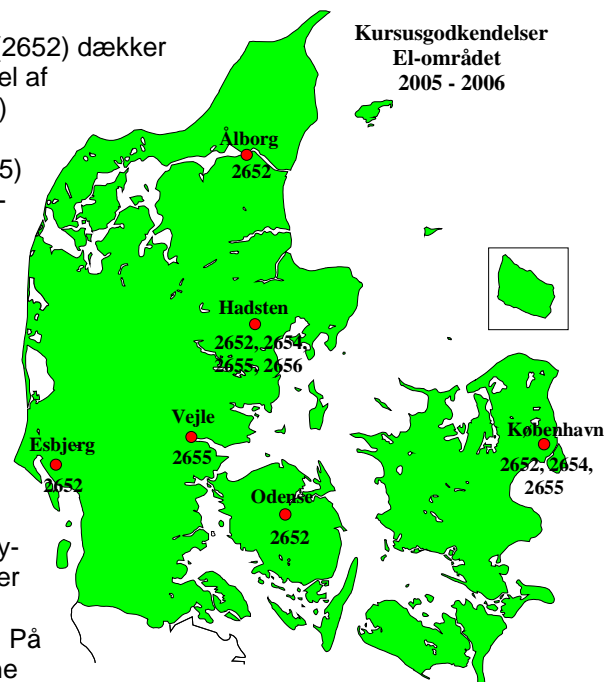 (2652) dækker
el af
)
5)
-
y-
er
På
ne
Kursusgodkendelser
El-området
2005 - 2006
Ålborg
2652
Hadsten
2652, 2654,
2655, 2656
Vejle
2655
Esbjerg
2652
Odense
2652
København
2652, 2654,
2655